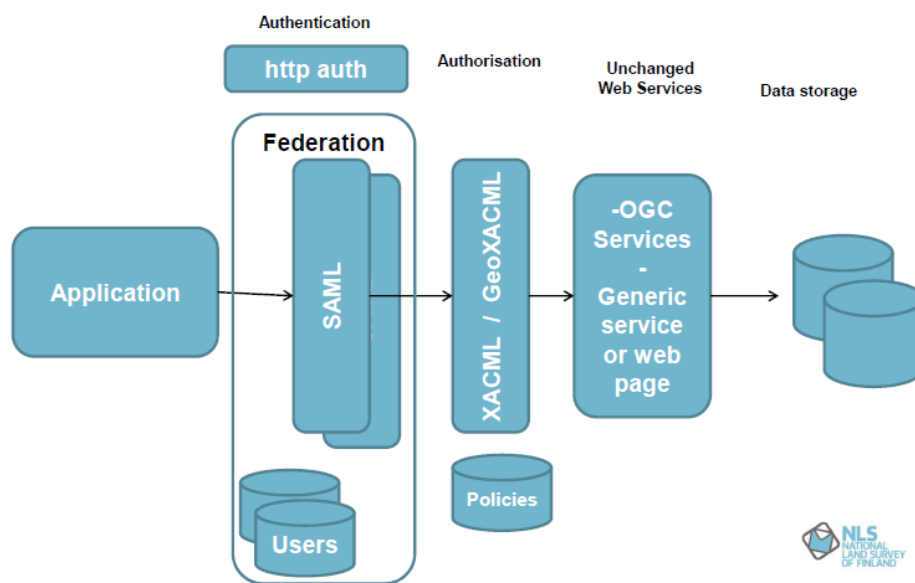 Authentication
http auth
Authorisation
Unchanged
Web Services
Data storage
Federation
Application
SAML
XACML / GeoXACML
-OGC
Services
-
Generic
service
or web
page
Policies
Users
NLS
NATIONAL
LAND SURVEY
OF FINLAND